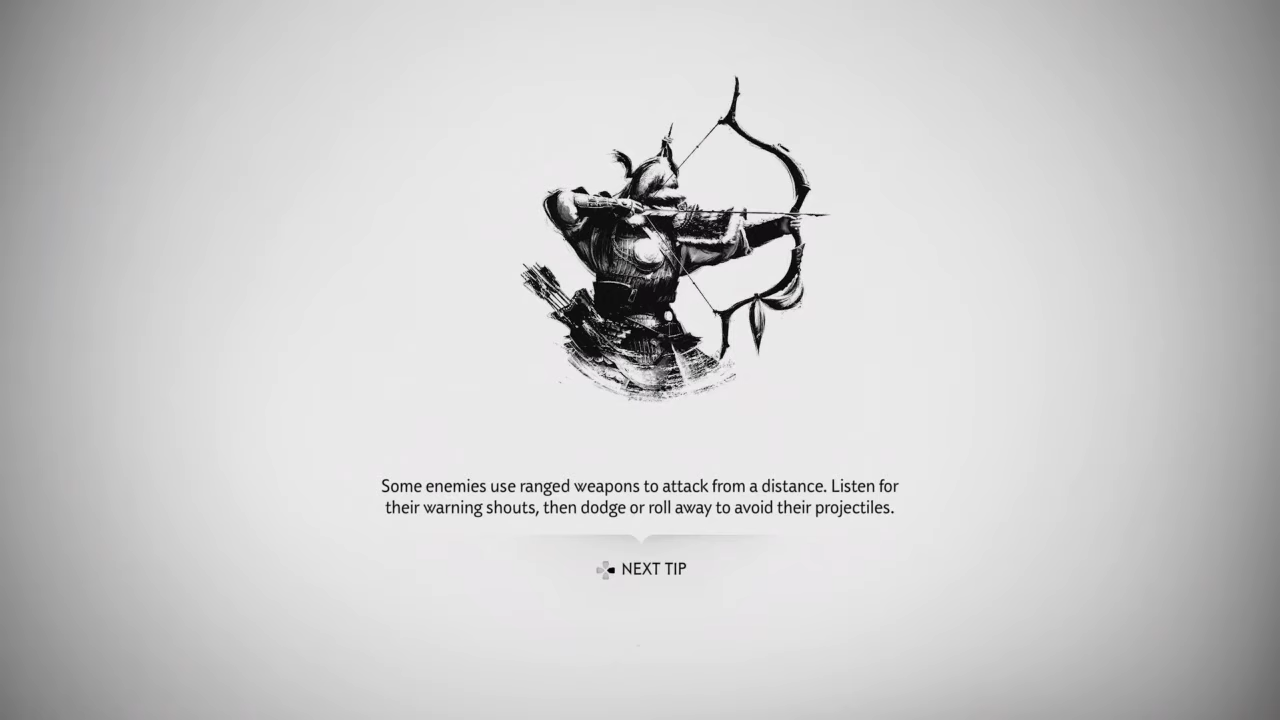 Some enemies use ranged weapons to attack from a distance. Listen for
their warning shouts, then dodge or roll away to avoid their projectiles.
NEXT TIP